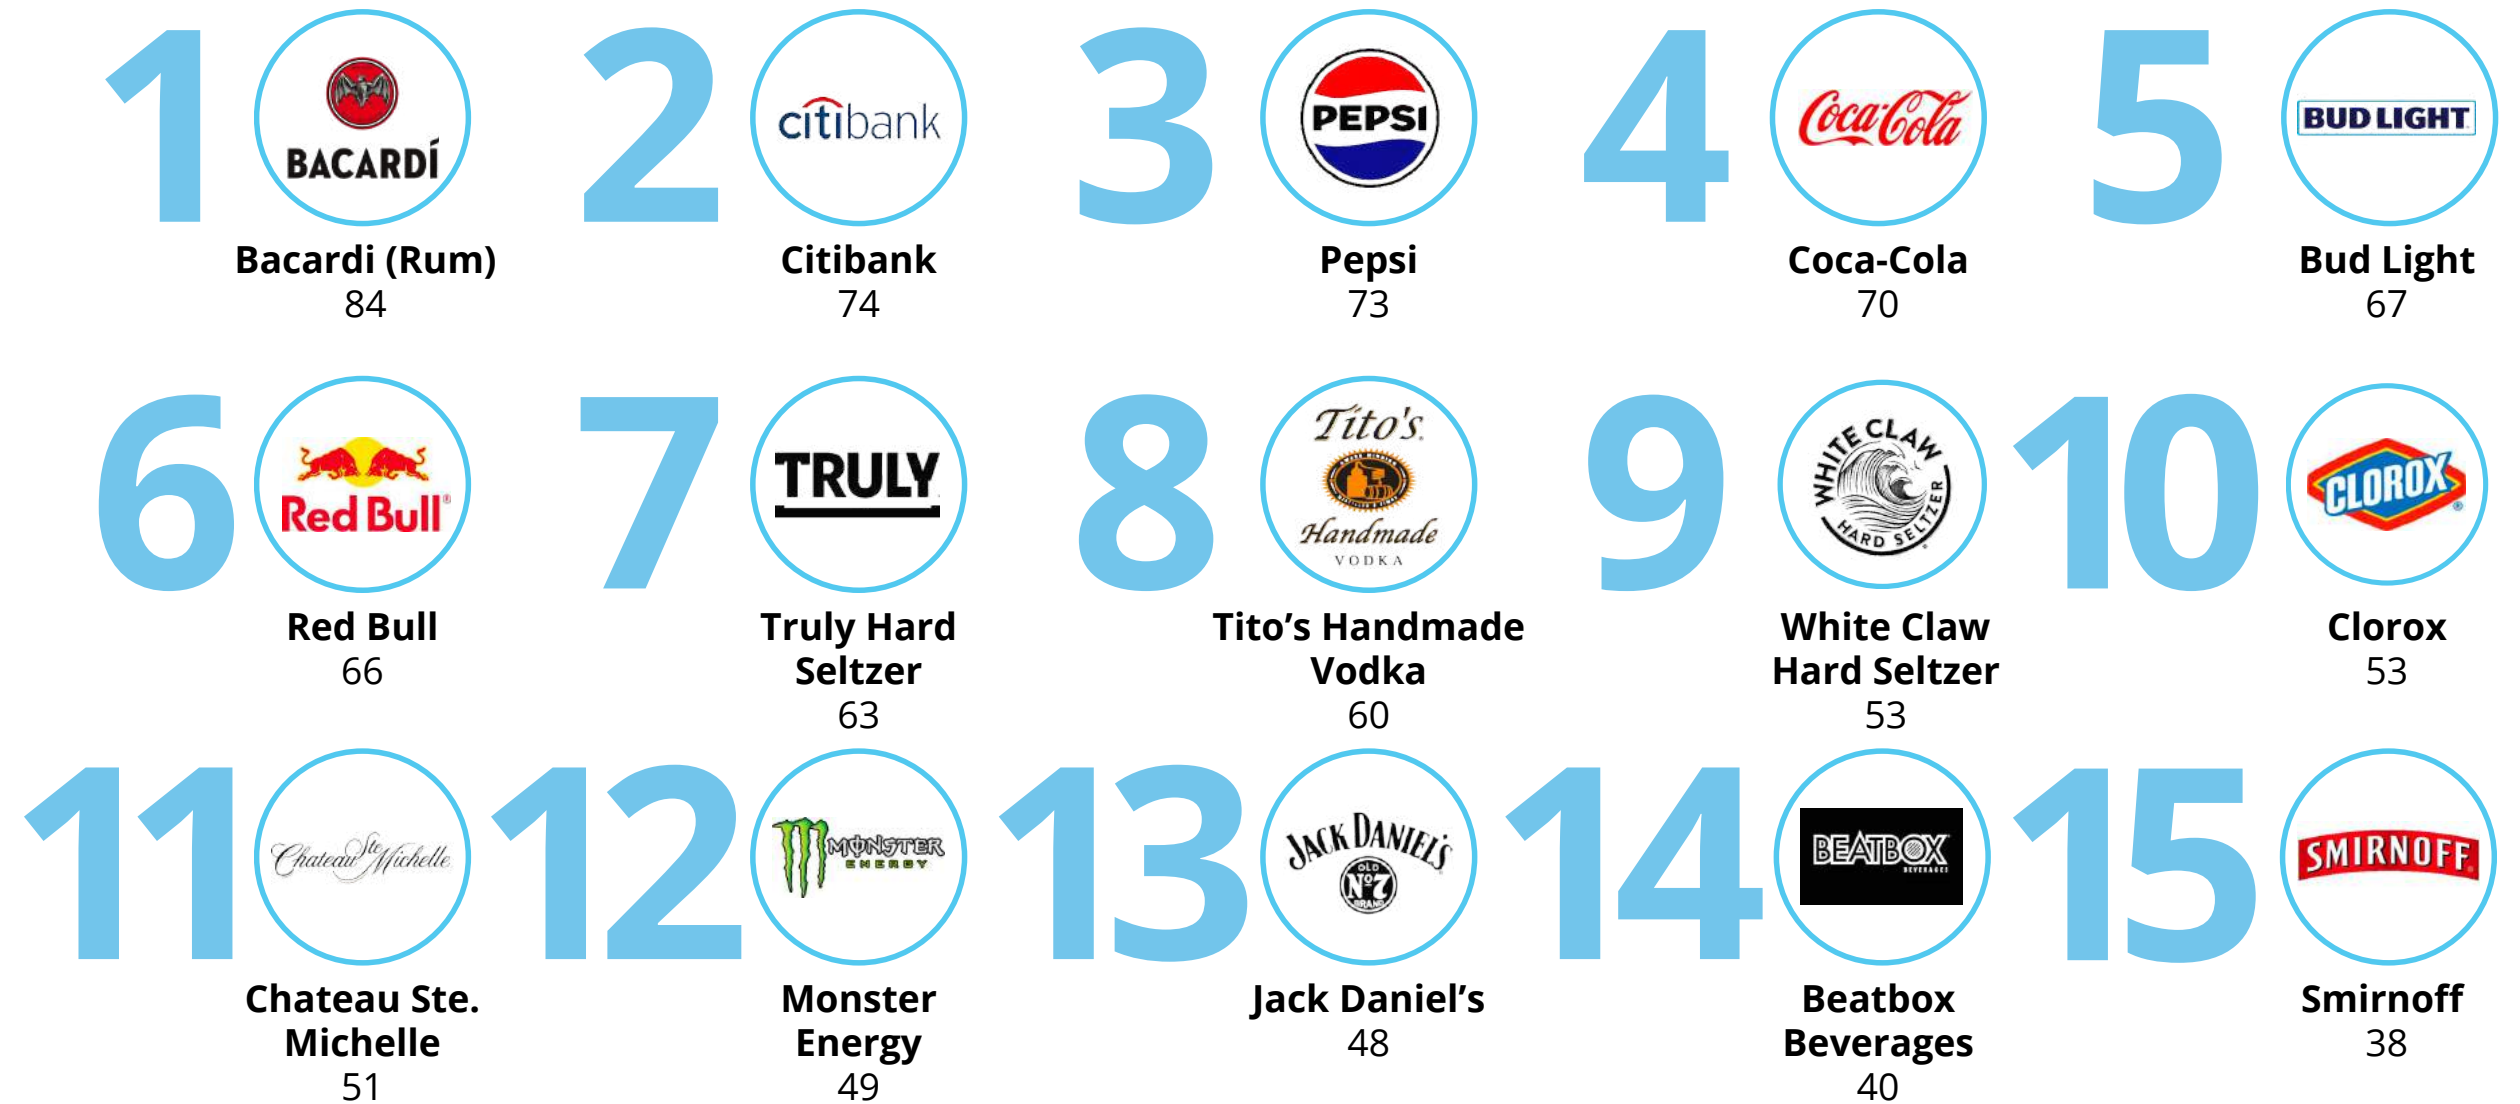 1
BACARDÍ
Bacardi (Rum)
84
2
citibank
Citibank
74
3
PEPSI
Pepsi
73
4
Coca-Cola
Coca-Cola
70
5
BUD LIGHT
Bud Light
67
6
Red Bull®
Red Bull
66
7
TRULY
Truly Hard
Seltzer
63
8
Tito's
Handmade
VODKA
Tito’s Handmade
Vodka
60
9
WHITE CLAW
HARD SELTZER
White Claw
Hard Seltzer
53
10
CLOROX®
Clorox
53
11
Chateau Ste Michelle
Chateau Ste.
Michelle
51
12
MONSTER
ENERGY
Monster
Energy
49
13
JACK DANIEL'S
OLD
Nº7
BRAND
Jack Daniel’s
48
14
BEATBOX
BEVERAGES
Beatbox
Beverages
40
15
SMIRNOFF
Smirnoff
38